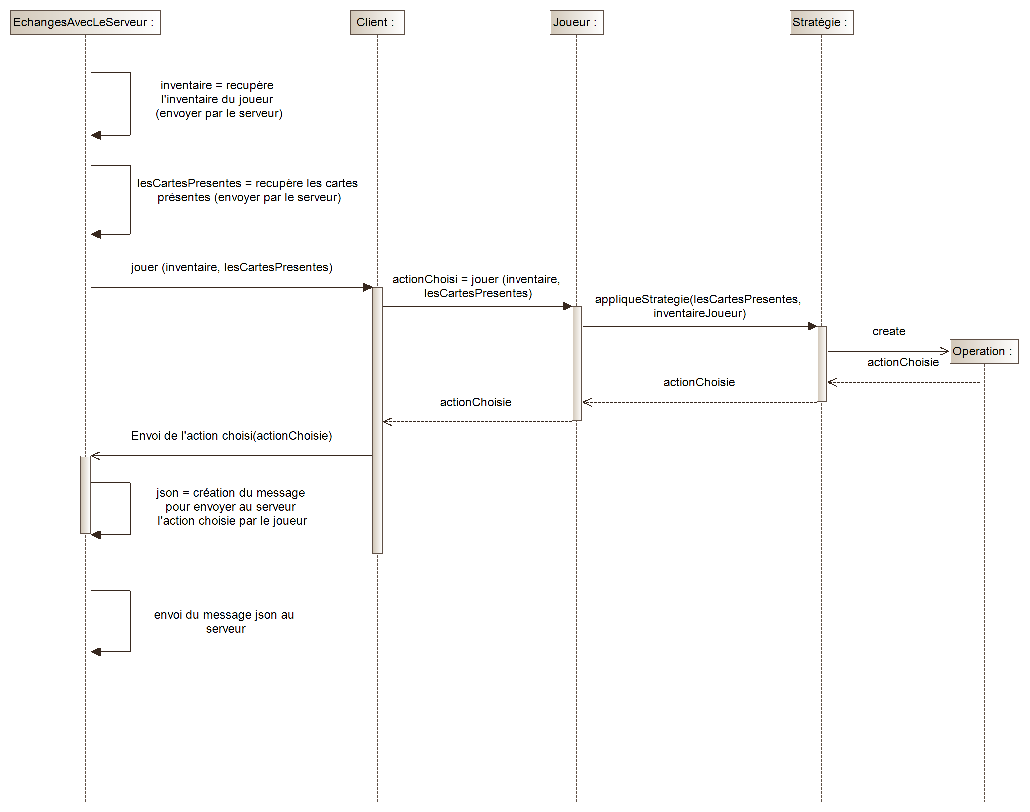 EchangesAvecLeServeur :
Client :
Joueur :
Stratégie :
inventaire = recupère
l'inventaire du joueur
(envoyer par le serveur)
lesCartesPresentes = recupère les cartes
présentes (envoyer par le serveur)
jouer (inventaire, lesCartesPresentes)
actionChoisi = jouer (inventaire,
lesCartesPresentes)
appliqueStrategie(lesCartesPresentes,
inventaireJoueur)
create
Operation :
actionChoisie
actionChoisie
actionChoisie
Envoi de l'action choisi(actionChoisie)
json = création du message
pour envoyer au serveur
l'action choisie par le joueur
envoi du message json au
serveur